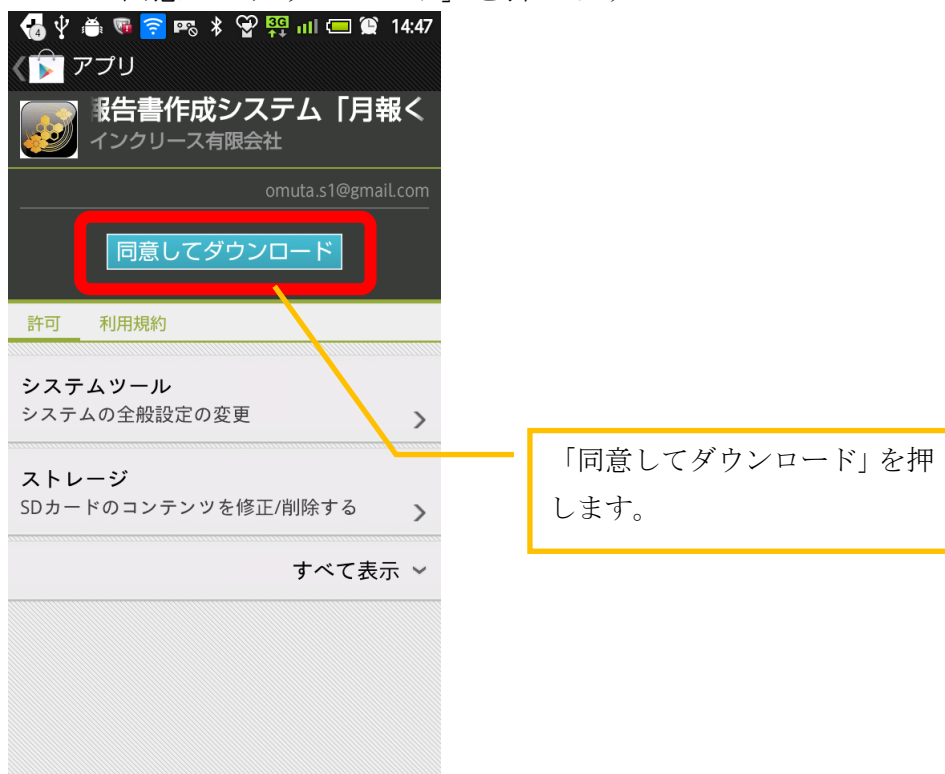 14:47
アプリ
報告書作成システム「月報く
インクリース有限会社
omuta.s1@gmail.com
同意してダウンロード
許可 利用規約
システムツール
システムの全般設定の変更
ストレージ
SDカードのコンテンツを修正/削除する
すべて表示
「同意してダウンロード」を押
します。